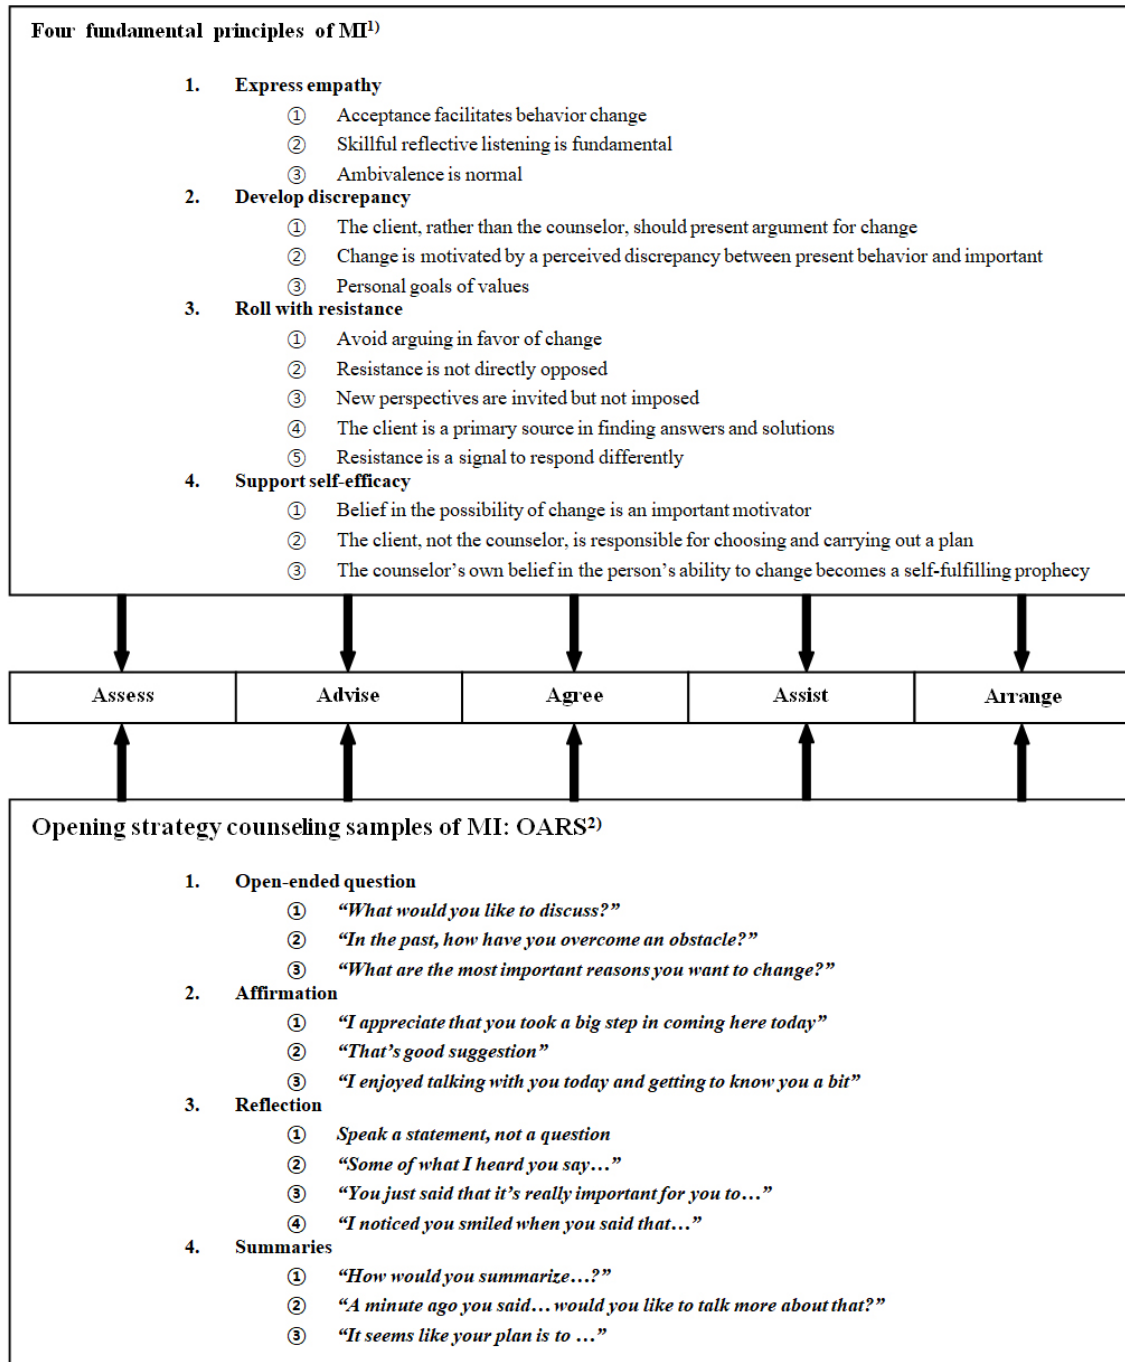 Four fundamental principles of MI1)
1. Express empathy
① Acceptance facilitates behavior change
② Skillful reflective listening is fundamental
③ Ambivalence is normal
2. Develop discrepancy
① The client, rather than the counselor, should present argument for change
② Change is motivated by a perceived discrepancy between present behavior and important
③ Personal goals of values
3. Roll with resistance
① Avoid arguing in favor of change
② Resistance is not directly opposed
③ New perspectives are invited but not imposed
④ The client is a primary source in finding answers and solutions
⑤ Resistance is a signal to respond differently
4. Support self-efficacy
① Belief in the possibility of change is an important motivator
② The client, not the counselor, is responsible for choosing and carrying out a plan
③ The counselor's own belief in the person's ability to change becomes a self-fulfilling prophecy
Assess Advise Agree Assist Arrange
Opening strategy counseling samples of MI: OARS2)
1. Open-ended question
① “What would you like to discuss?”
② “In the past, how have you overcome an obstacle?”
③ “What are the most important reasons you want to change?”
2. Affirmation
① “I appreciate that you took a big step in coming here today”
② “That’s good suggestion”
③ “I enjoyed talking with you today and getting to know you a bit”
3. Reflection
① Speak a statement, not a question
② “Some of what I heard you say…”
③ “You just said that it’s really important for you to…”
④ “I noticed you smiled when you said that…”
4. Summaries
① “How would you summarize…?”
② “A minute ago you said… would you like to talk more about that?”
③ “It seems like your plan is to …”